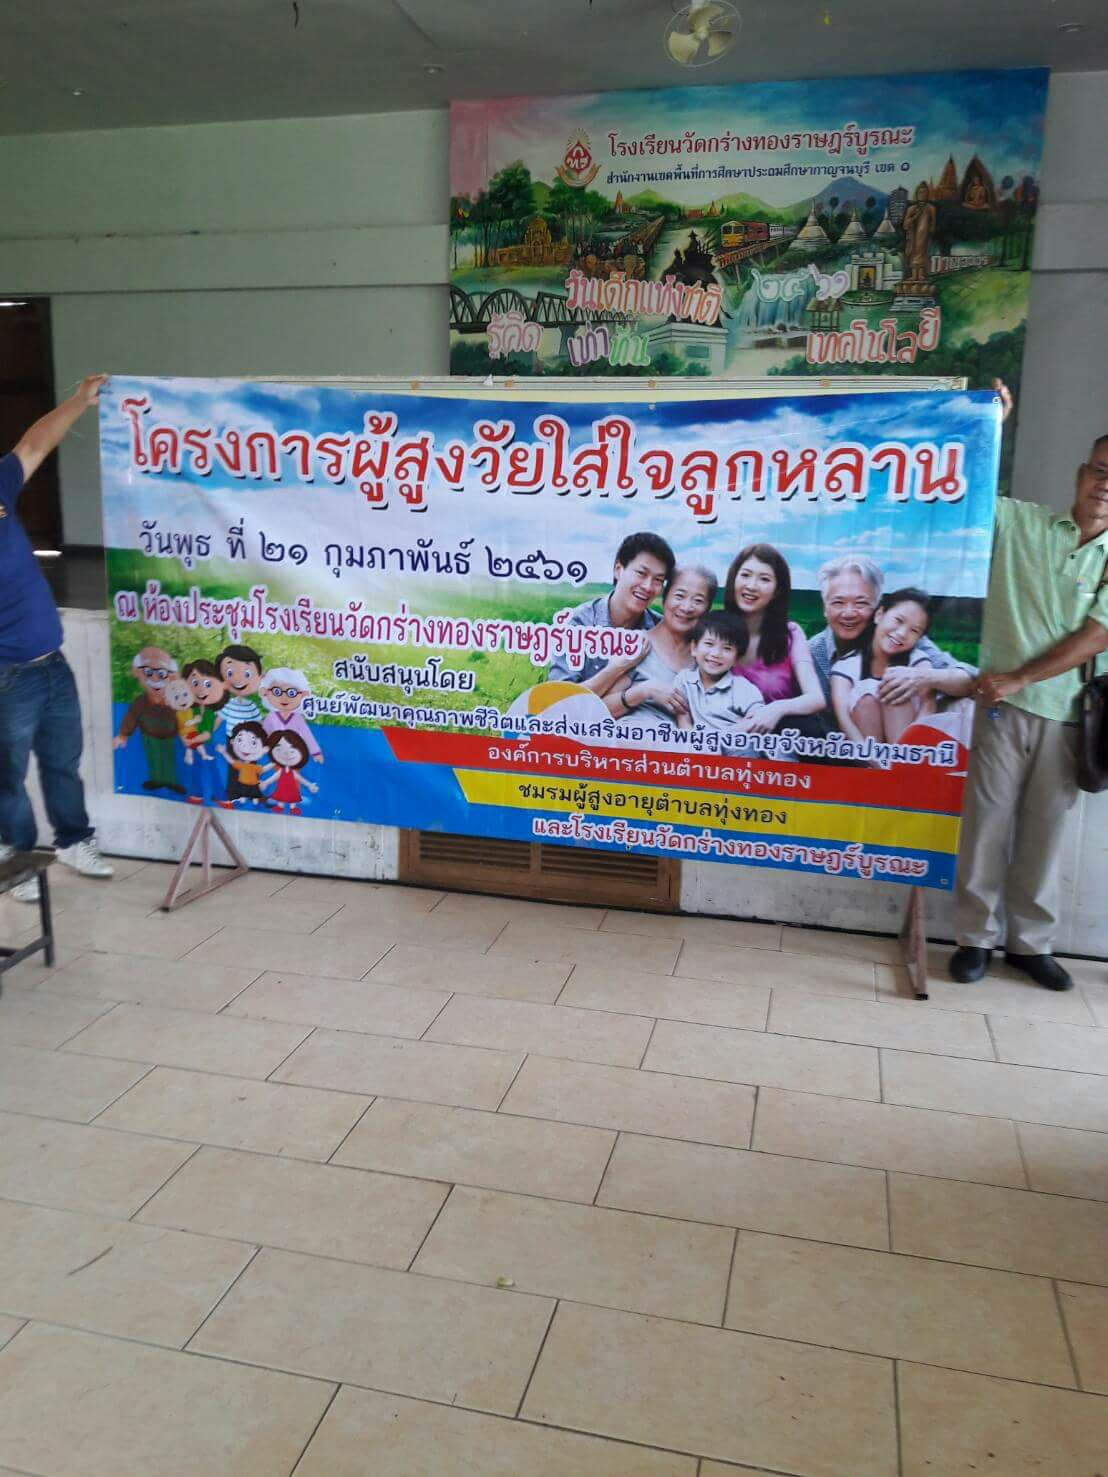 โรงเรียนวัดกร่างทองราษฎร์บูรณะ
สำนักงานเขตพื้นที่การศึกษาประถมศึกษากาญจนบุรี เขต ๑
วันเด็กแห่งชาติ ๒๕๖๑
รู้คิด เท่าทัน เทคโนโลยี
โครงการผู้สูงวัยใส่ใจลูกหลาน
วันพุธ ที่ ๒๑ กุมภาพันธ์ ๒๕๖๑
ณ ห้องประชุมโรงเรียนวัดกร่างทองราษฎร์บูรณะ
สนับสนุนโดย
ศูนย์พัฒนาคุณภาพชีวิตและส่งเสริมอาชีพผู้สูงอายุจังหวัดปทุมธานี
องค์การบริหารส่วนตำบลทุ่งทอง
ชมรมผู้สูงอายุตำบลทุ่งทอง
และโรงเรียนวัดกร่างทองราษฎร์บูรณะ